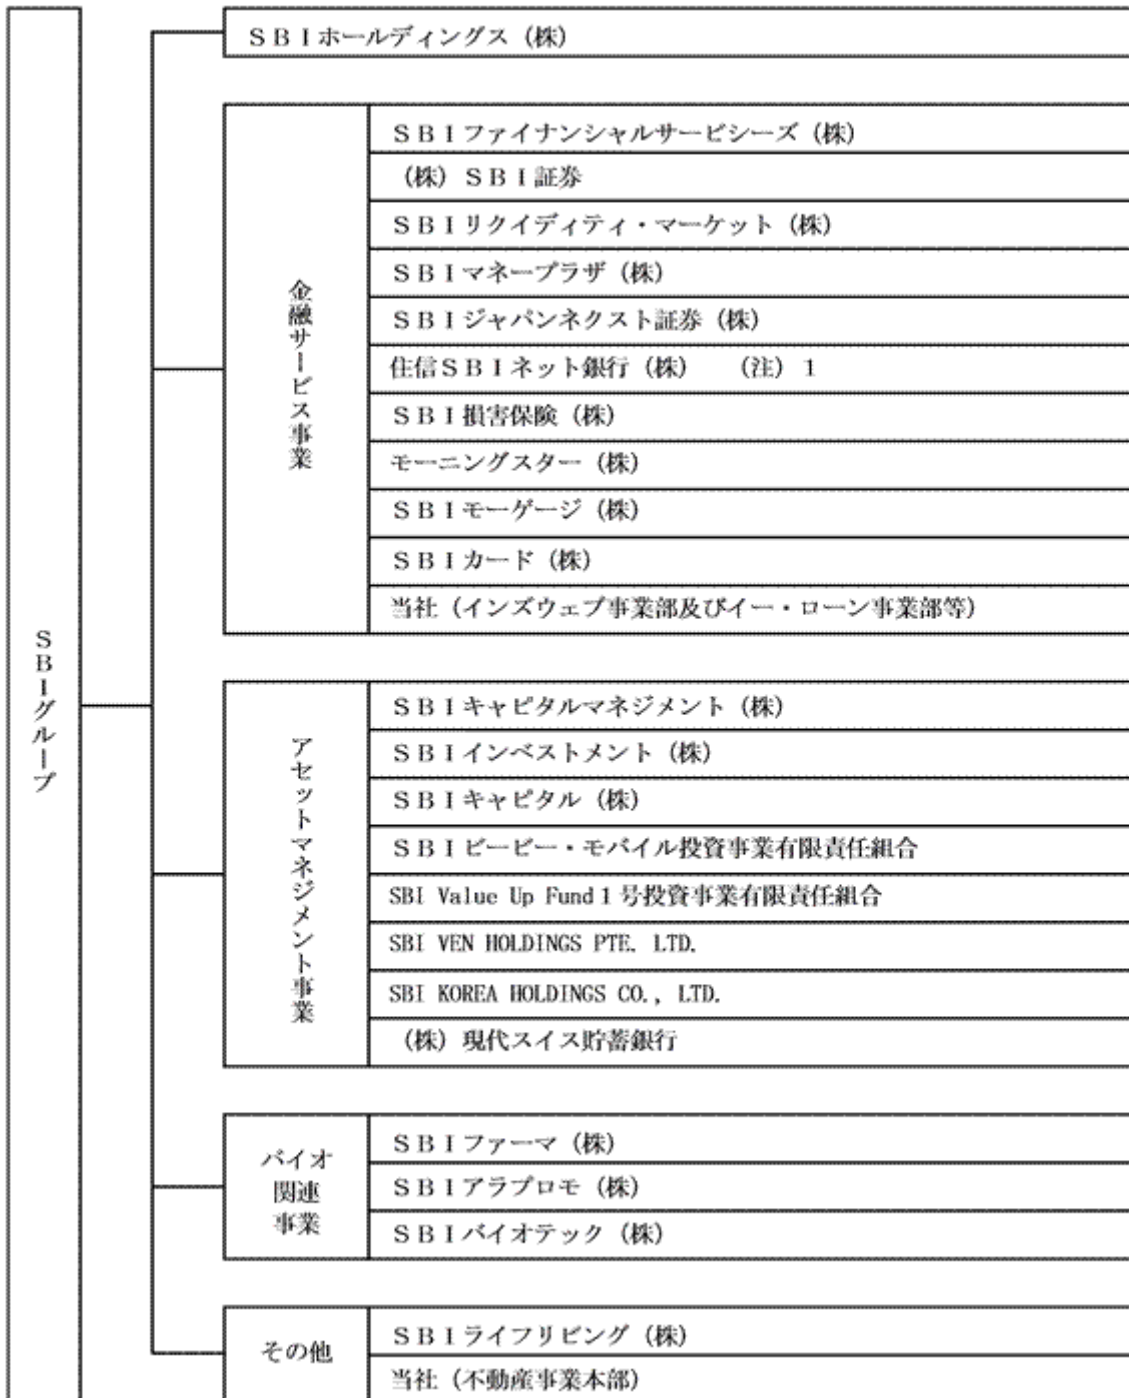 SBIグループ
SBIホールディングス（株）
金融サービス事業
SBIファイナンシャルサービシーズ（株）
（株）SBI証券
SBIリクイディティ・マーケット（株）
SBIマネープラザ（株）
SBIジャパンネクスト証券（株）
住信SBIネット銀行（株）　（注）1
SBI損害保険（株）
モーニングスター（株）
SBIモーゲージ（株）
SBIカード（株）
当社（インズウェブ事業部及びイー・ローン事業部等）
アセットマネジメント事業
SBIキャピタルマネジメント（株）
SBIインベストメント（株）
SBIキャピタル（株）
SBIビービー・モバイル投資事業有限責任組合
SBI Value Up Fund1号投資事業有限責任組合
SBI VEN HOLDINGS PTE. LTD.
SBI KOREA HOLDINGS CO., LTD.
（株）現代スイス貯蓄銀行
バイオ
関連
事業
SBIファーマ（株）
SBIアラプロモ（株）
SBIバイオテック（株）
その他
SBIライフリビング（株）
当社（不動産事業本部）